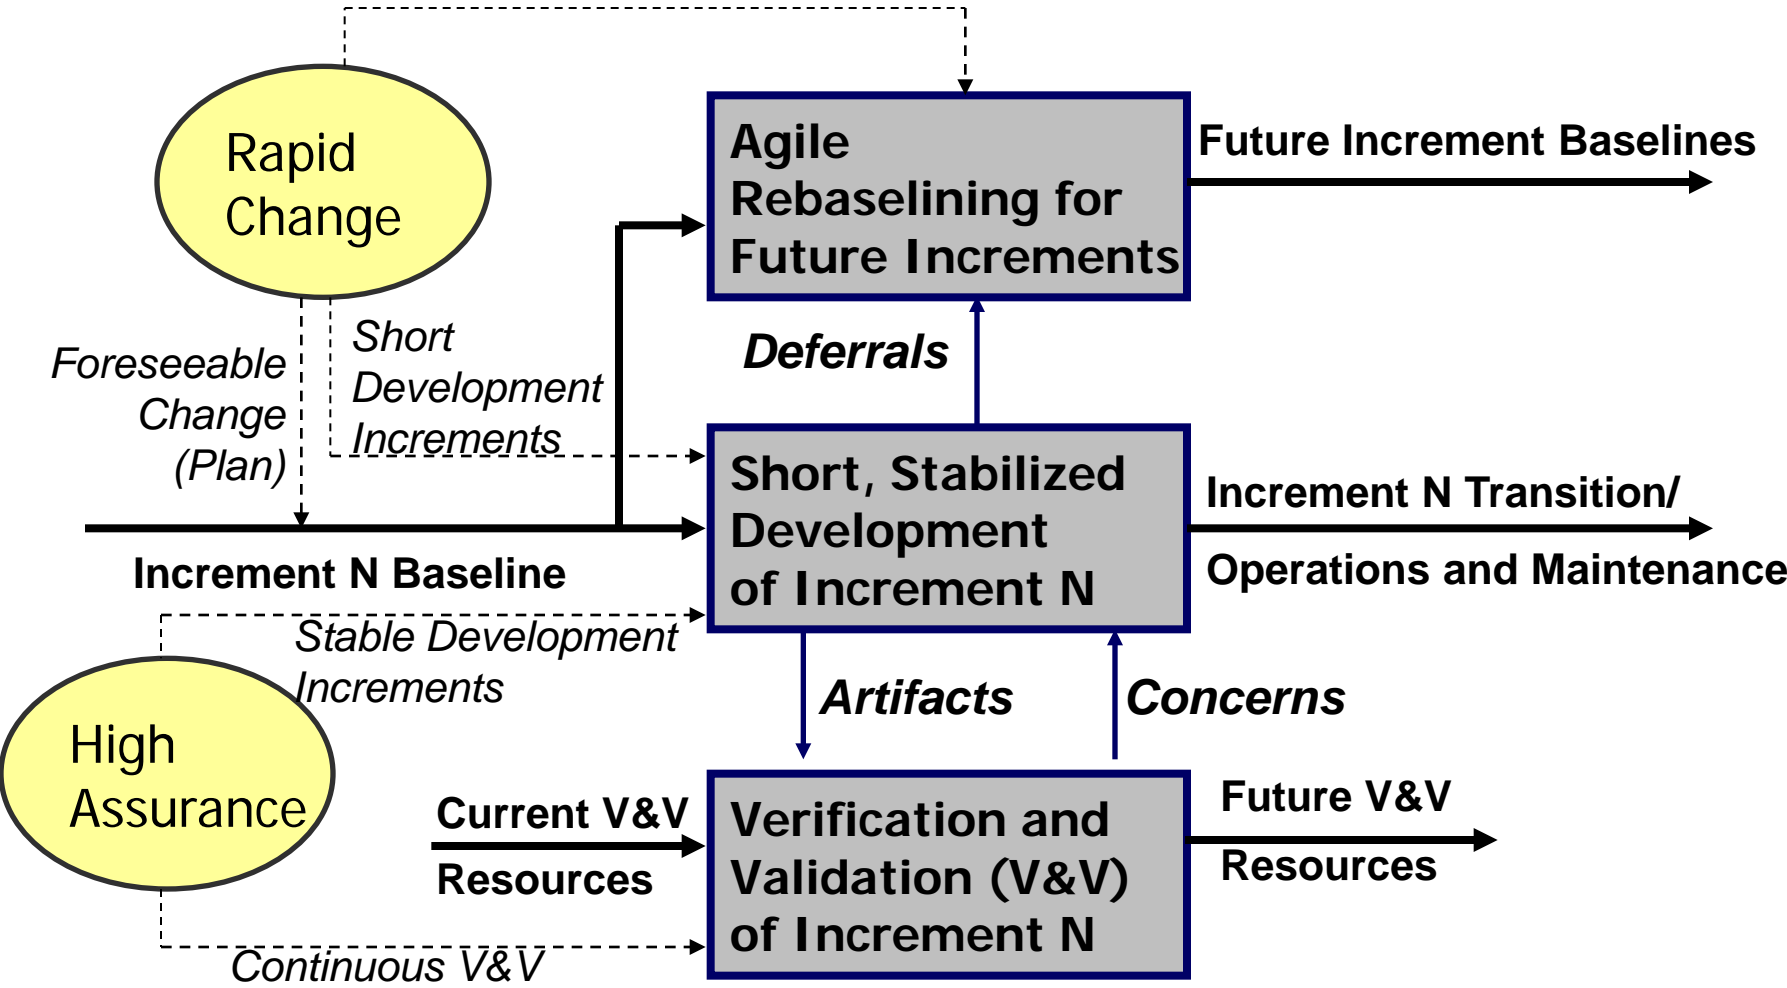 Rapid
Change
Agile
Rebaselining for
Future Increments
Future Increment Baselines
Foreseeable
Change
(Plan)
Short
Development
Increments
Deferrals
Short, Stabilized
Development
of Increment N
Increment N Transition/
Operations and Maintenance
Increment N Baseline
Stable Development
Increments
Artifacts
Concerns
High
Assurance
Current V&V
Resources
Verification and
Validation (V&V)
of Increment N
Future V&V
Resources
Continuous V&V